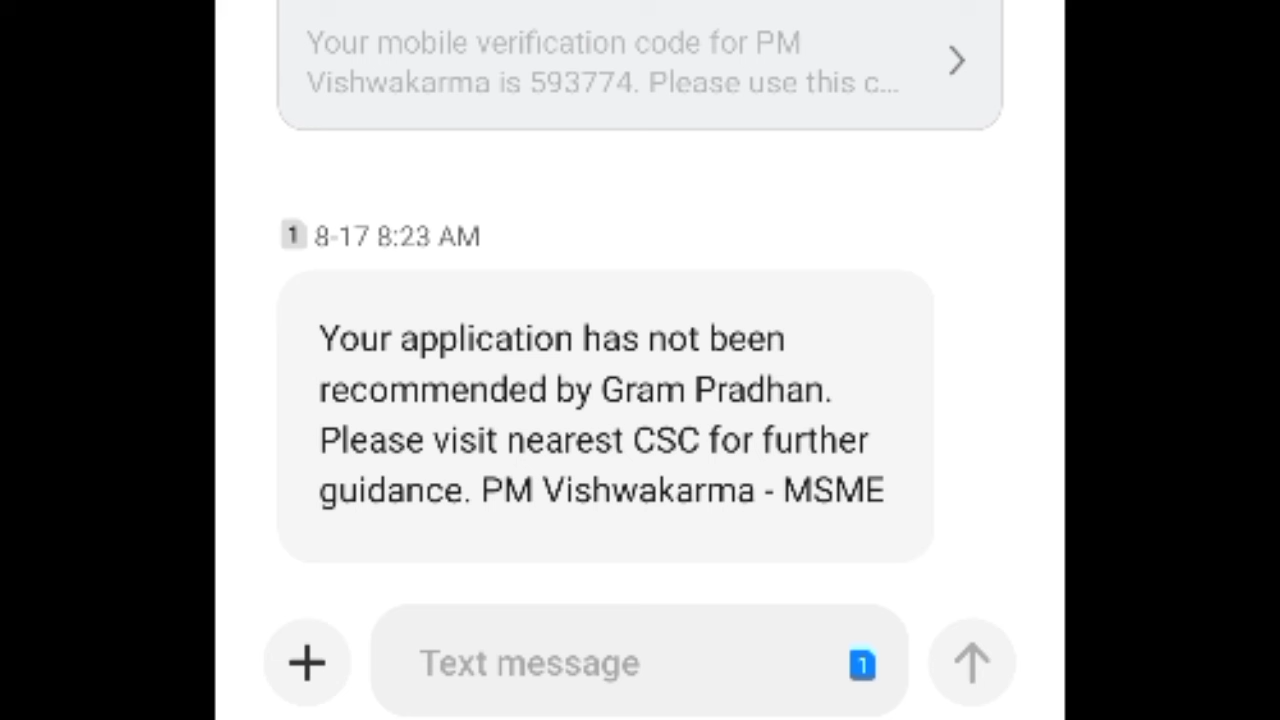 Your mobile verification code for PM
Vishwakarma is 593774. Please use this c...
1 8-17 8:23 AM
Your application has not been
recommended by Gram Pradhan.
Please visit nearest CSC for further
guidance. PM Vishwakarma - MSME
Text message 1